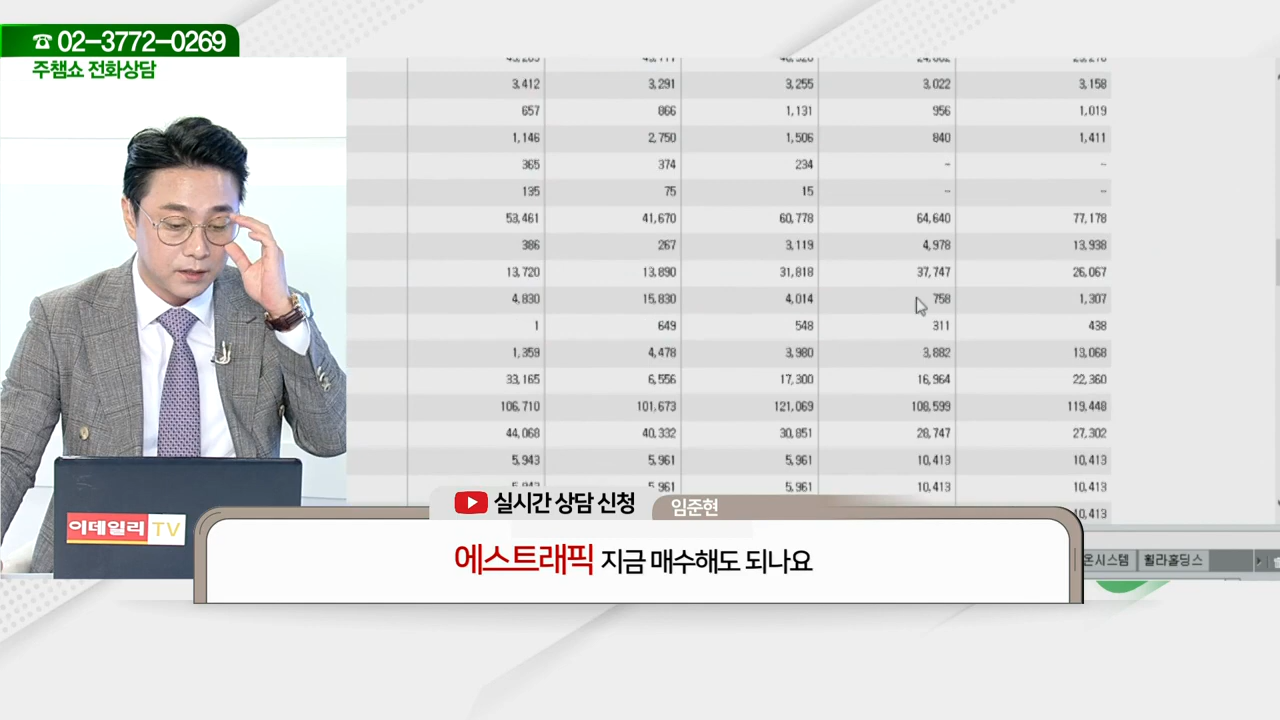 ☎ 02-3772-0269
주챔쇼 전화상담
3,412 3,291 3,255 3,022 3,158
657 866 1,131 956 1,019
1,146 2,750 1,506 840 1,411
365 374 234 - -
135 75 15 - -
53,461 41,670 60,778 64,640 77,178
386 267 3,119 4,978 13,938
13,720 13,890 31,818 37,747 26,067
4,830 15,830 4,014 758 1,307
1 649 548 311 438
1,359 4,478 3,980 3,882 13,068
33,165 6,556 17,300 16,964 22,360
106,710 101,673 121,069 108,599 119,448
44,068 40,332 30,851 28,747 27,302
5,943 5,961 5,961 10,413 10,413
5,961 5,961 10,413 10,413
10,413
이데일리 TV
실시간 상담 신청 임준현
에스트래픽 지금 매수해도 되나요
온시스템 휠라홀딩스